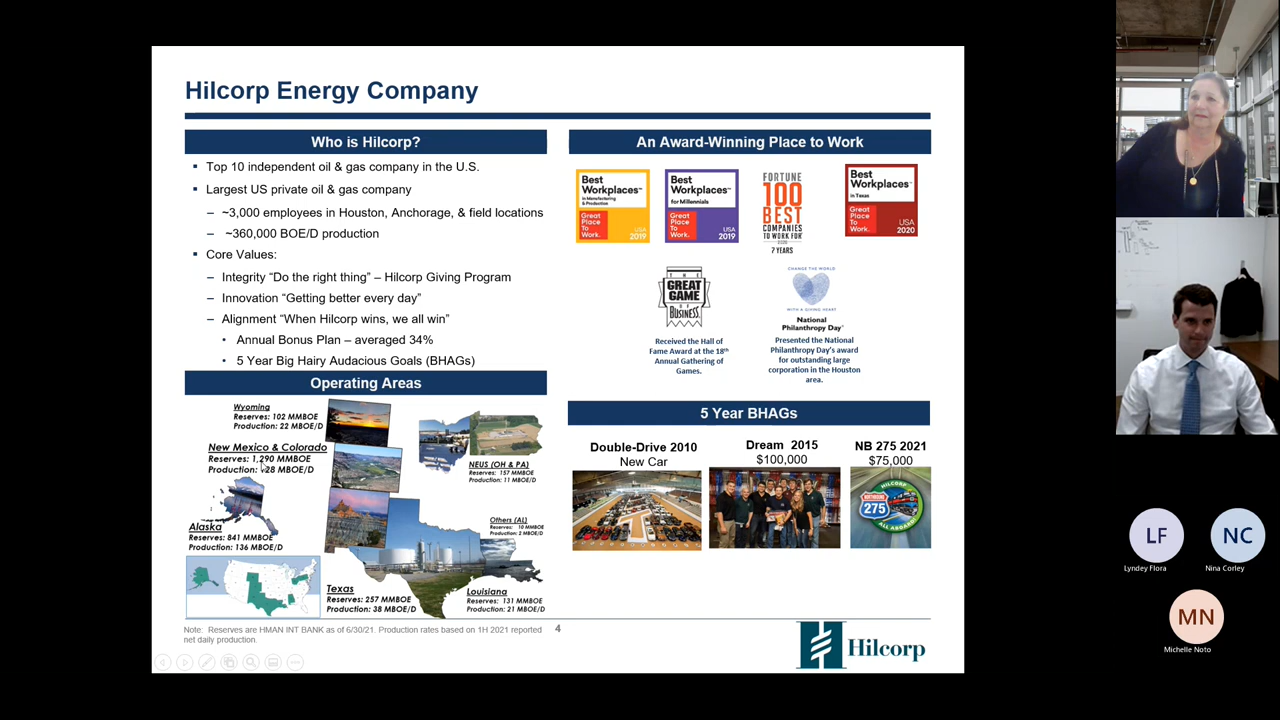 Hilcorp Energy Company
Who is Hilcorp?
▪ Top 10 independent oil & gas company in the U.S.
▪ Largest US private oil & gas company
– ~3,000 employees in Houston, Anchorage, & field locations
– ~360,000 BOE/D production
▪ Core Values:
– Integrity “Do the right thing” – Hilcorp Giving Program
– Innovation “Getting better every day”
– Alignment “When Hilcorp wins, we all win”
• Annual Bonus Plan – averaged 34%
• 5 Year Big Hairy Audacious Goals (BHAGs)
Operating Areas
Wyoming
Reserves: 102 MMBOE
Production: 22 MBOE/D
New Mexico & Colorado
Reserves: 1,290 MMBOE
Production: 28 MBOE/D
Alaska
Reserves: 841 MMBOE
Production: 136 MBOE/D
NEUS (OH & PA)
Reserves: 157 MMBOE
Production: 11 MBOE/D
Others (AL)
Reserves: 10 MMBOE
Production: 2 MBOE/D
Texas
Reserves: 257 MMBOE
Production: 38 MBOE/D
Louisiana
Reserves: 131 MMBOE
Production: 21 MBOE/D
Note: Reserves are HMAN INT BANK as of 6/30/21. Production rates based on 1H 2021 reported
net daily production.
4
An Award-Winning Place to Work
Best
Workplaces™
in Manufacturing
& Production
Great
Place
To
Work.
USA
2019
Best
Workplaces™
for Millennials
Great
Place
To
Work.
USA
2019
FORTUNE
100
BEST
COMPANIES
TO WORK FOR
7 YEARS
Best
Workplaces™
in Texas
Great
Place
To
Work.
USA
2020
THE
GREAT
GAME
OF
BUSINESS
Received the Hall of
Fame Award at the 18th
Annual Gathering of
Games.
CHANGE THE WORLD
WITH A GIVING HEART
National
Philanthropy Day
Presented the National
Philanthropy Day’s award
for outstanding large
corporation in the Houston
area.
5 Year BHAGs
Double-Drive 2010
New Car
Dream 2015
$100,000
NB 275 2021
$75,000
HILCORP
NORTHBOUND
275
ALL ABOARD!
Hilcorp
LF
Lyndey Flora
NC
Nina Corley
MN
Michelle Noto